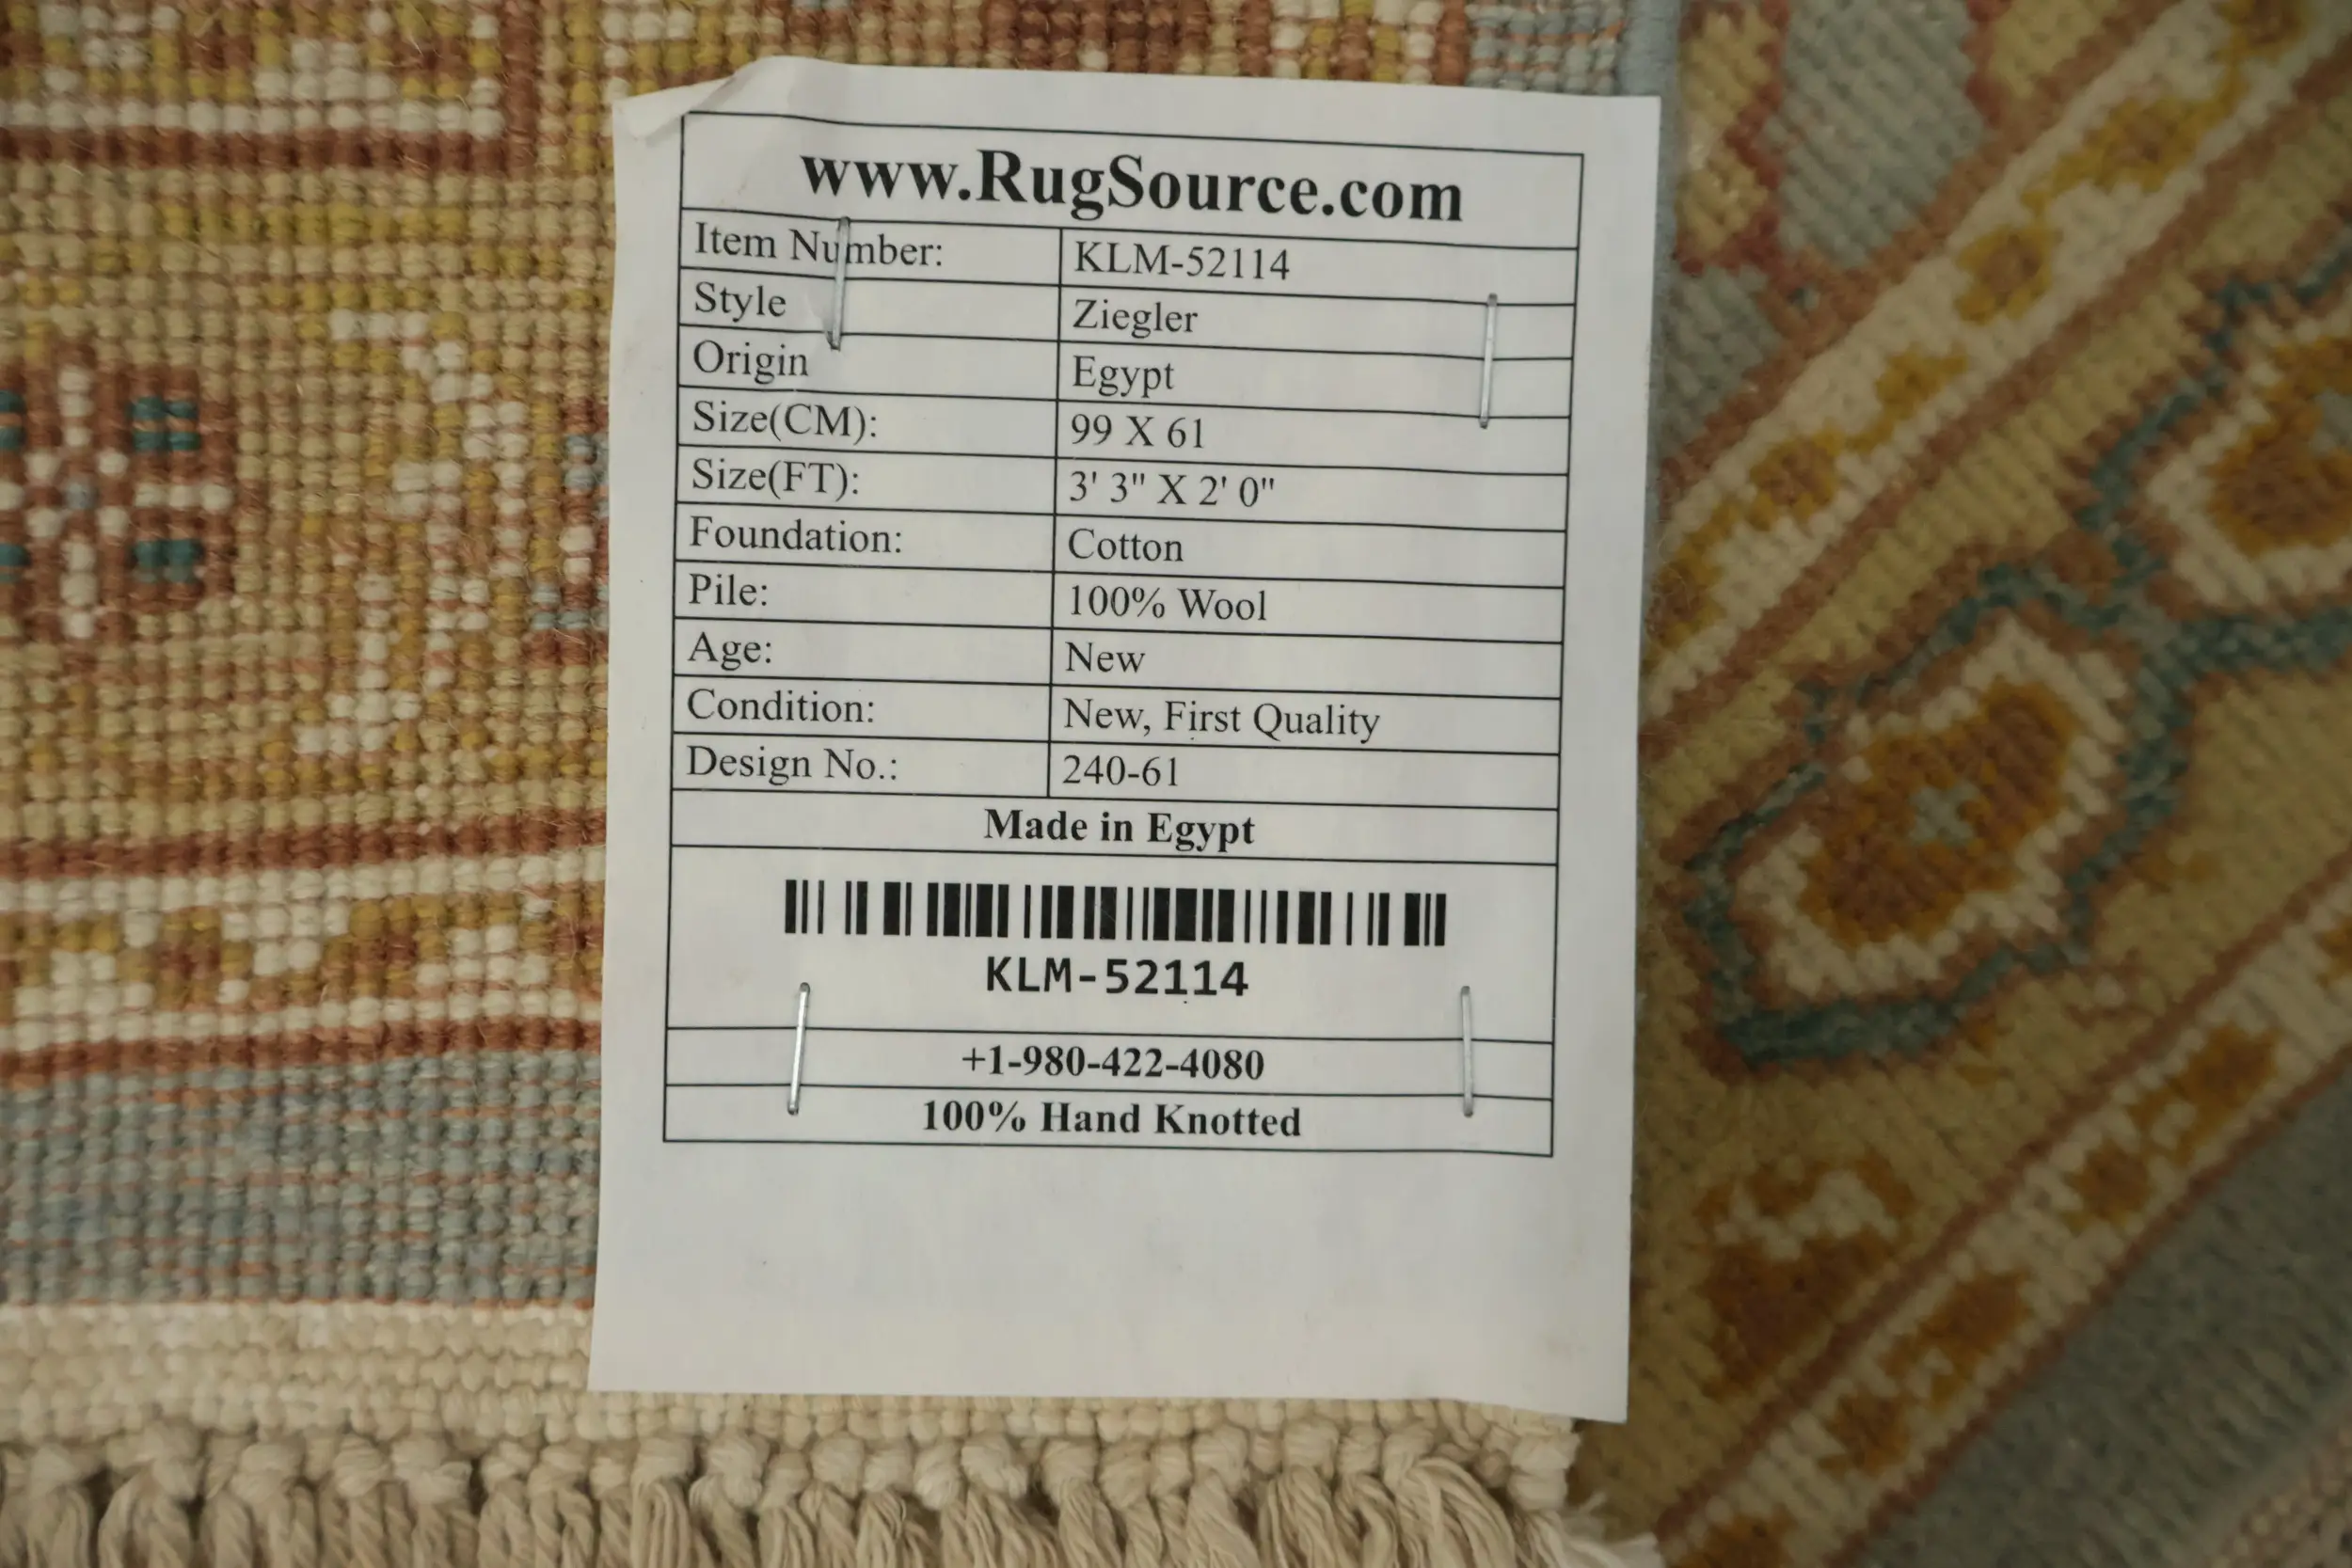 www.RugSource.com
Item Number: KLM-52114
Style Ziegler
Origin Egypt
Size(CM): 99 X 61
Size(FT): 3' 3" X 2' 0"
Foundation: Cotton
Pile: 100% Wool
Age: New
Condition: New, First Quality
Design No.: 240-61
Made in Egypt
KLM-52114
+1-980-422-4080
100% Hand Knotted